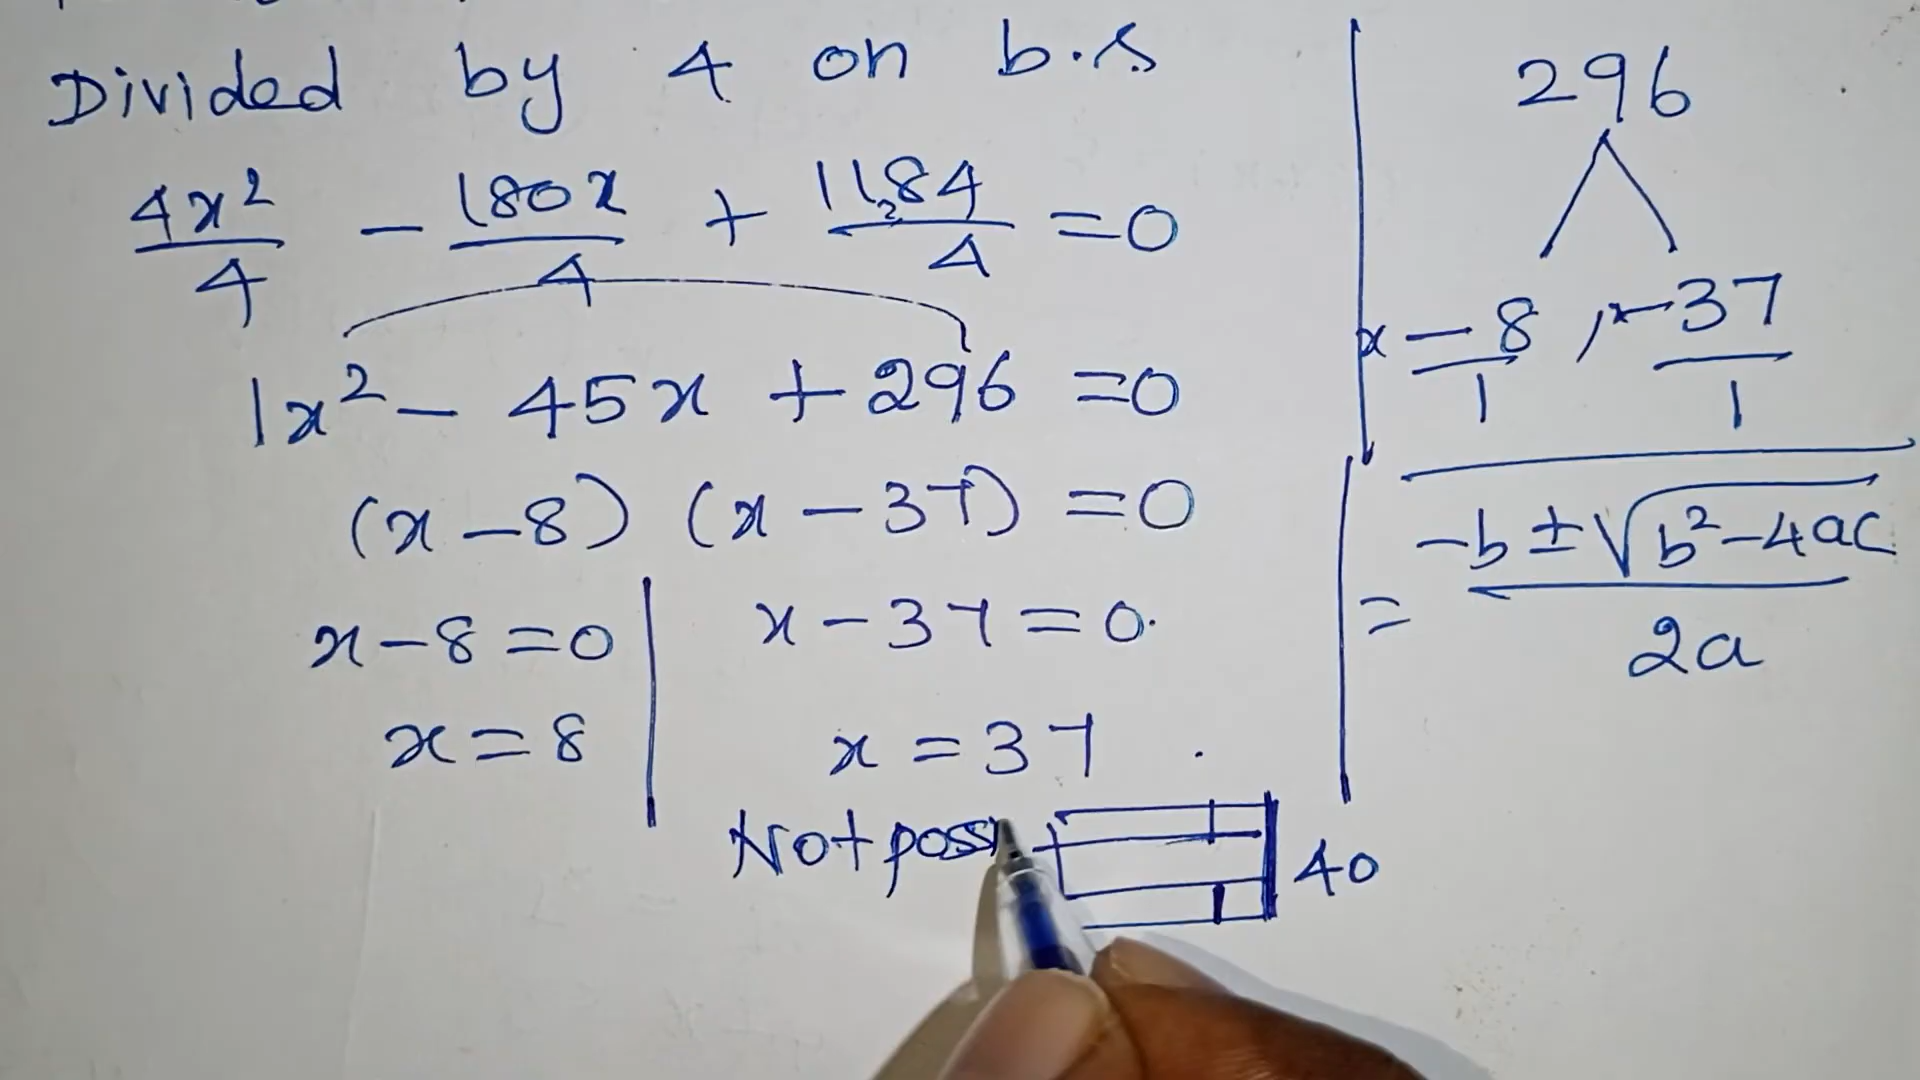 Divided by 4 on b.s
4x²/4 - 180x/4 + 1184/4 = 0
1x² - 45x + 296 = 0
(x - 8) (x - 37) = 0
x - 8 = 0
x = 8
x - 37 = 0.
x = 37
Not possi
40
296
x - 8/1 , x - 37/1
= -b ± √b² - 4ac / 2a